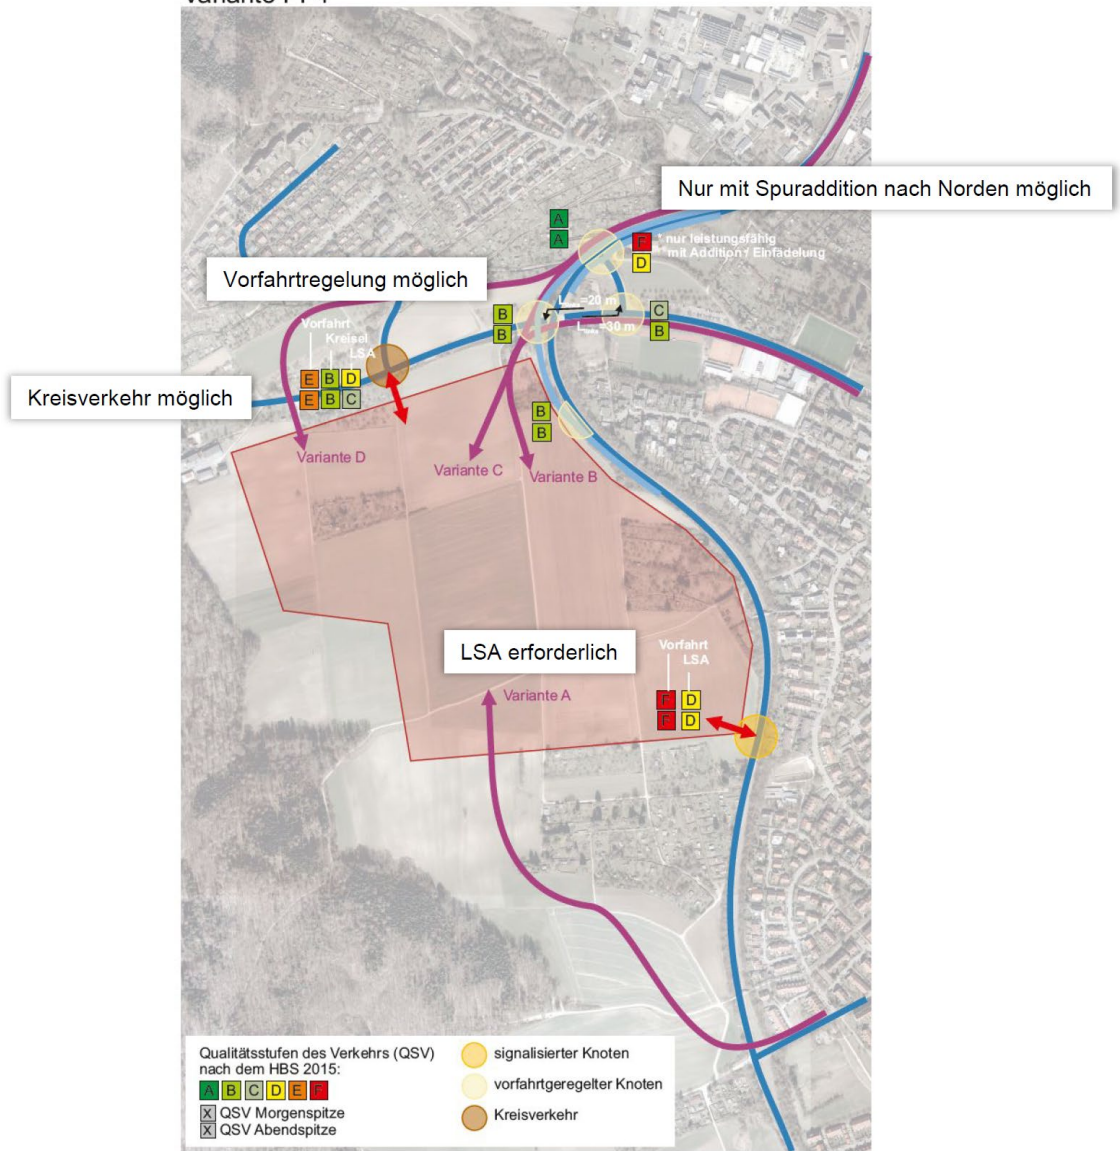 Variante PP1
Nur mit Spuraddition nach Norden möglich
A
A
F
D
* nur leistungsfähig
mit Addition / Einfädelung
Vorfahrtregelung möglich
=20 m
B
B
C
B
=30 m
Vorfahrt
Kreisel
LSA
E B D
E B C
Kreisverkehr möglich
B
B
Variante D
Variante C
Variante B
LSA erforderlich
Vorfahrt
LSA
F D
F D
Variante A
Qualitätsstufen des Verkehrs (QSV)
nach dem HBS 2015:
A B C D E F
X QSV Morgenspitze
X QSV Abendspitze
signalisierter Knoten
vorfahrtgeregelter Knoten
Kreisverkehr